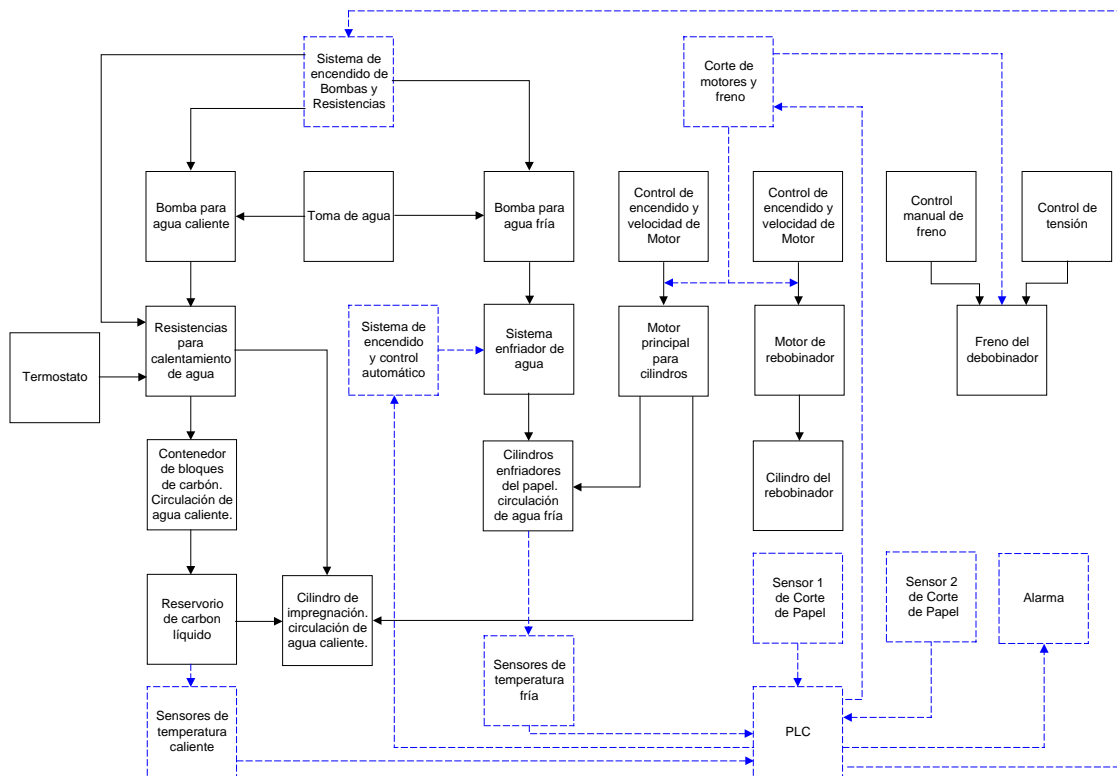 Sistema de
encendido de
Bombas y
Resistencias
Corte de
motores y
freno
Bomba para
agua caliente
Toma de agua
Bomba para
agua fría
Control de
encendido y
velocidad de
Motor
Control de
encendido y
velocidad de
Motor
Control
manual de
freno
Control de
tensión
Termostato
Resistencias
para
calentamiento
de agua
Sistema de
encendido
y control
automático
Sistema
enfriador de
agua
Motor
principal
para
cilindros
Motor de
rebobinador
Freno del
debobinador
Contenedor
de bloques
de carbón.
Circulación de
agua caliente.
Cilindros
enfriadores
del papel.
circulación
de agua fría
Cilindro del
rebobinador
Reservorio
de carbon
líquido
Cilindro de
impregnación.
circulación de
agua caliente.
Sensor 1
de Corte
de Papel
Sensor 2
de Corte
de Papel
Alarma
Sensores de
temperatura
fría
Sensores de
temperatura
caliente
PLC